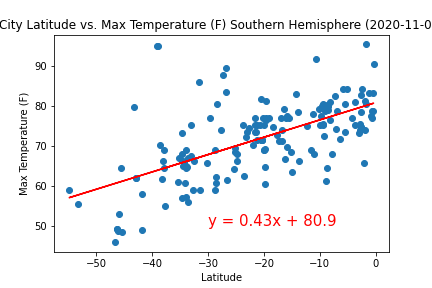 City Latitude vs. Max Temperature (F) Southern Hemisphere (2020-11-0
90
80
70
60
50
Max Temperature (F)
y = 0.43x + 80.9
−50 −40 −30 −20 −10 0
Latitude